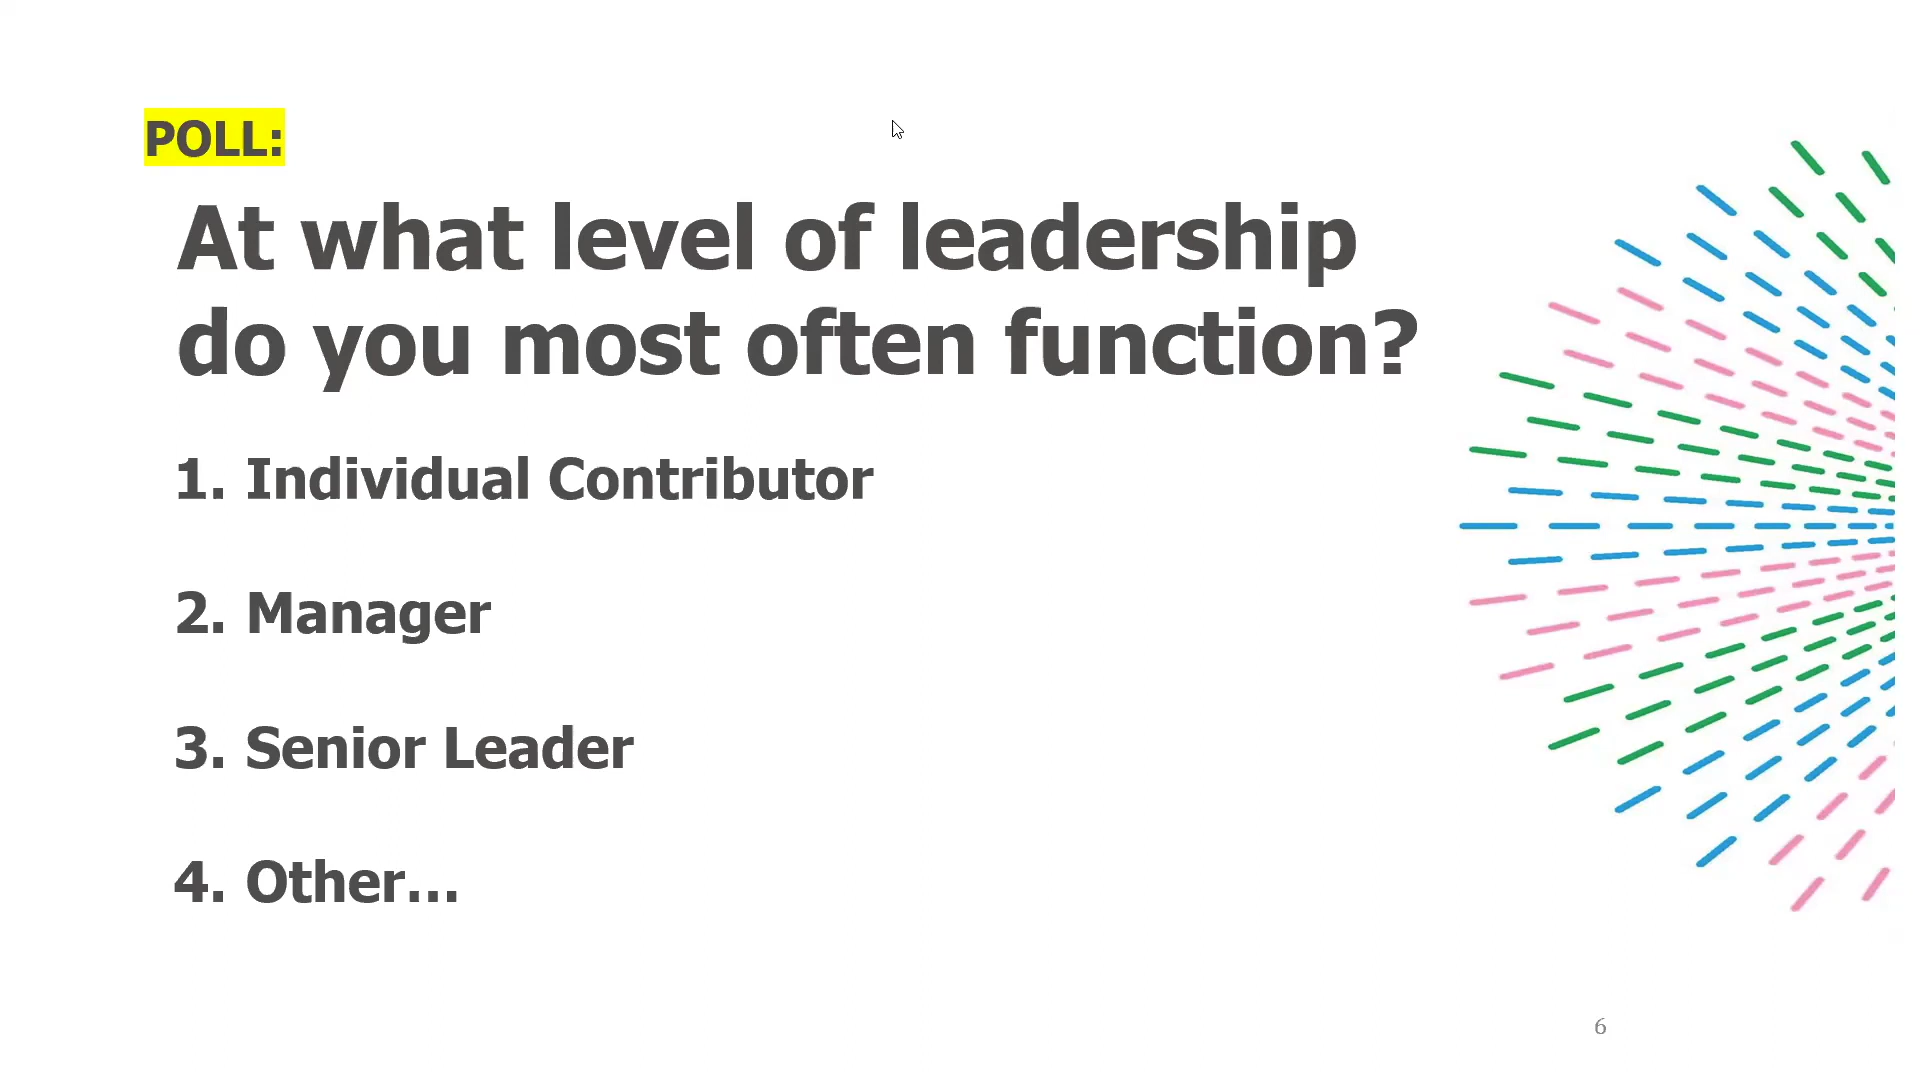 POLL:
At what level of leadership
do you most often function?
1. Individual Contributor
2. Manager
3. Senior Leader
4. Other...
6